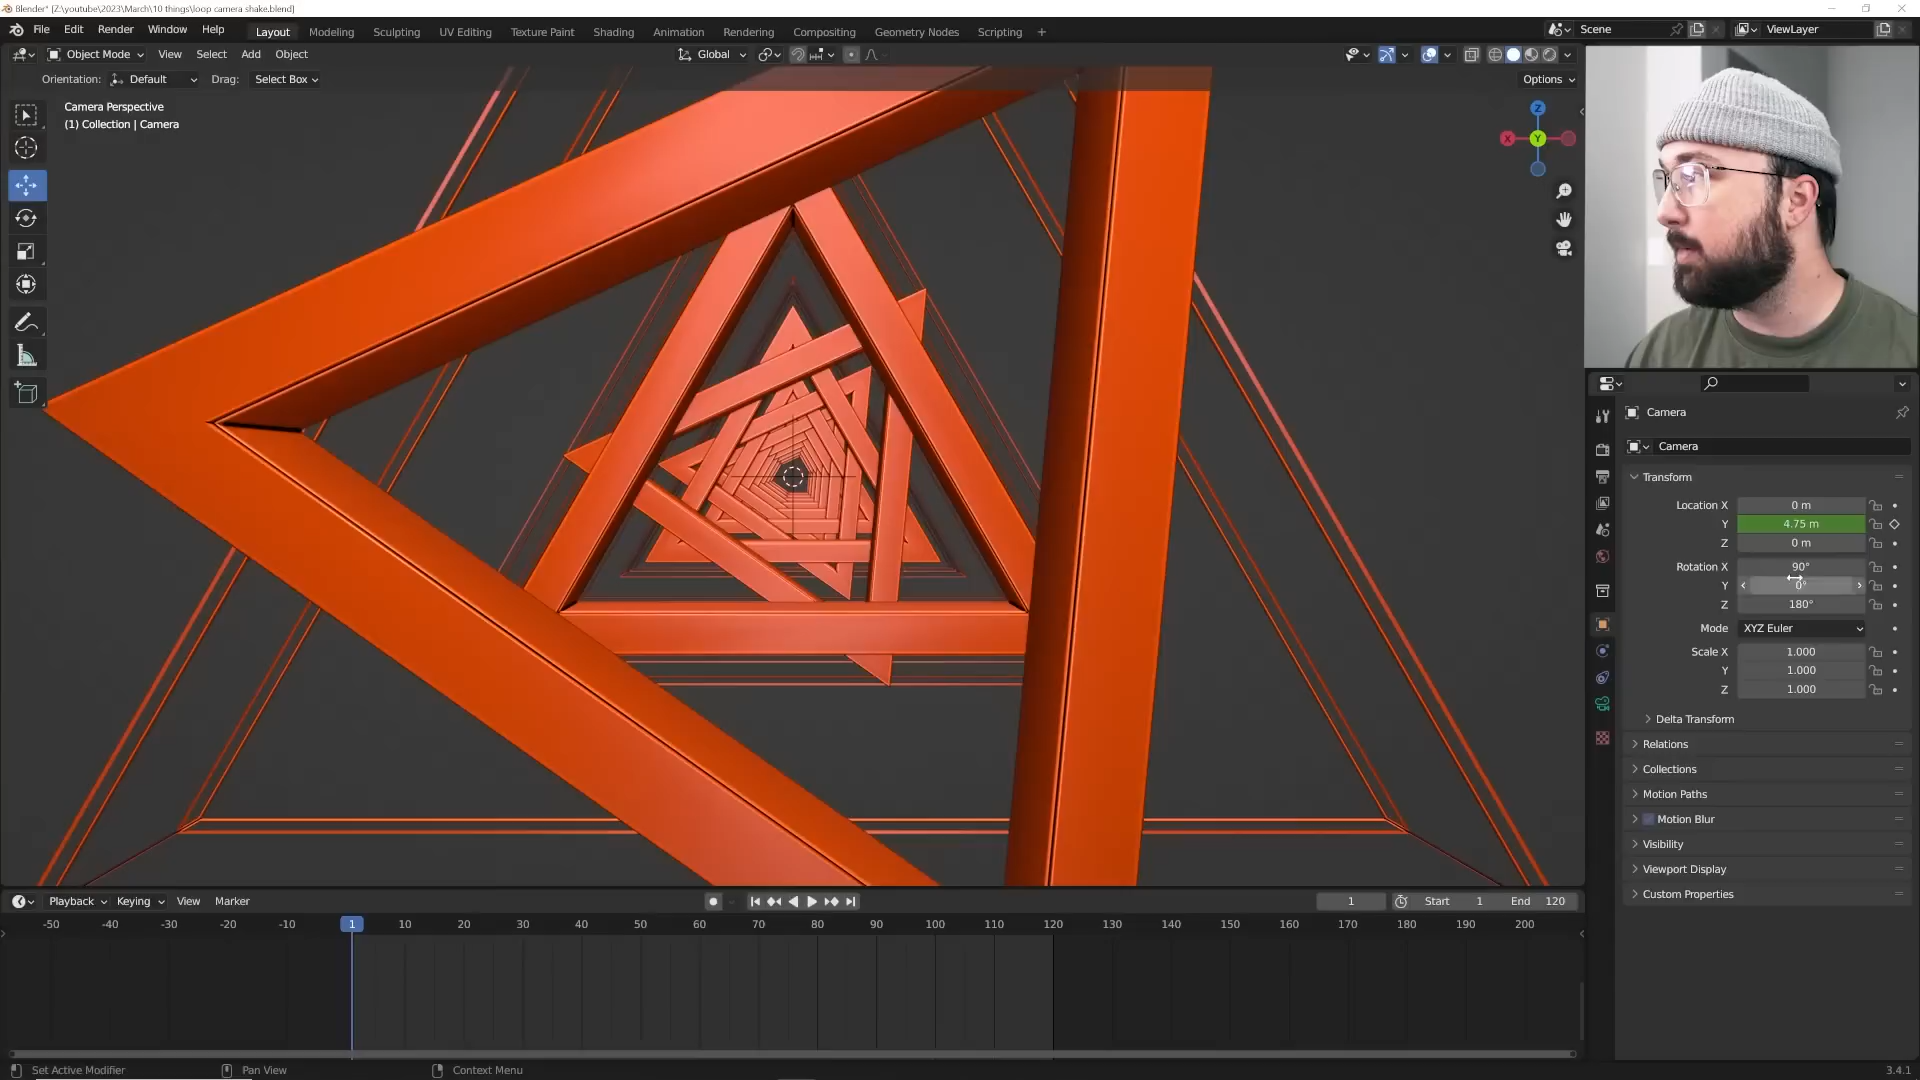 Blender* [Z:\youtube\2023\March\10 things\loop camera shake.blend]
File Edit Render Window Help Layout Modeling Sculpting UV Editing Texture Paint Shading Animation Rendering Compositing Geometry Nodes Scripting + Scene ViewLayer
Object Mode View Select Add Object Global
Orientation: Default Drag: Select Box Options
Camera Perspective
(1) Collection | Camera
Z
X Y
Camera
Camera
Transform
Location X 0 m
Y 4.75 m
Z 0 m
Rotation X 90°
Y 0°
Z 180°
Mode XYZ Euler
Scale X 1.000
Y 1.000
Z 1.000
Delta Transform
Relations
Collections
Motion Paths
Motion Blur
Visibility
Viewport Display
Custom Properties
Playback Keying View Marker 1 Start 1 End 120
-50 -40 -30 -20 -10 1 10 20 30 40 50 60 70 80 90 100 110 120 130 140 150 160 170 180 190 200
Set Active Modifier Pan View Context Menu 3.4.1